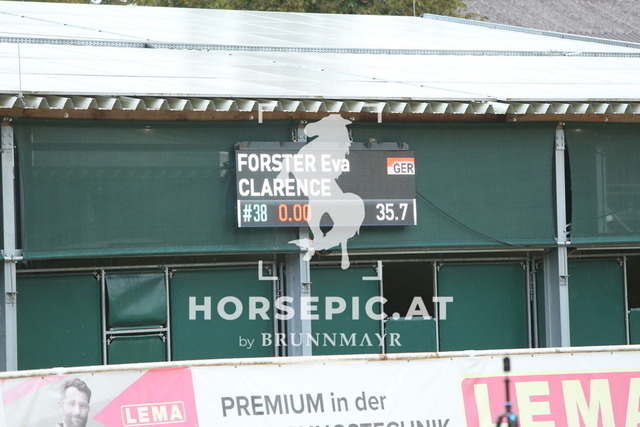 FORSTER Eva
GER
CLARENCE
#38 0.00 35.7
HORSEPIC.AT
by BRUNNMAYR
LEMA
PREMIUM in der
LEMA